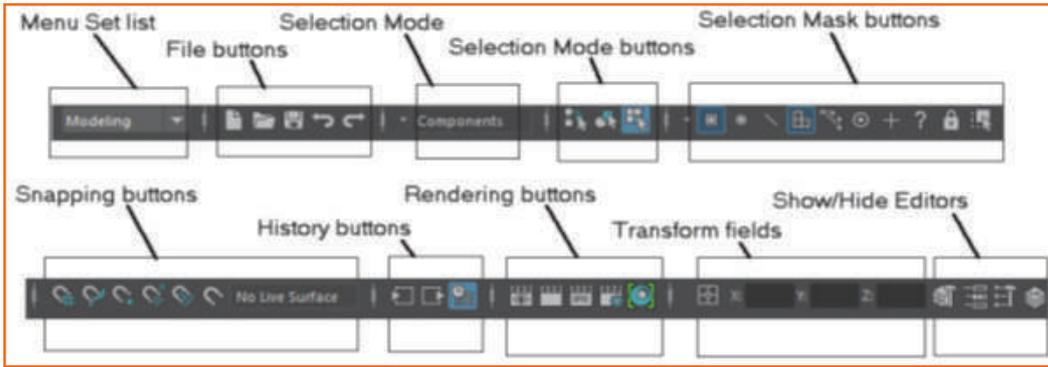 Menu Set list
File buttons
Selection Mode
Selection Mode buttons
Selection Mask buttons
Modeling
Components
?
Snapping buttons
History buttons
Rendering buttons
Transform fields
Show/Hide Editors
No Live Surface
X:
Y:
Z: